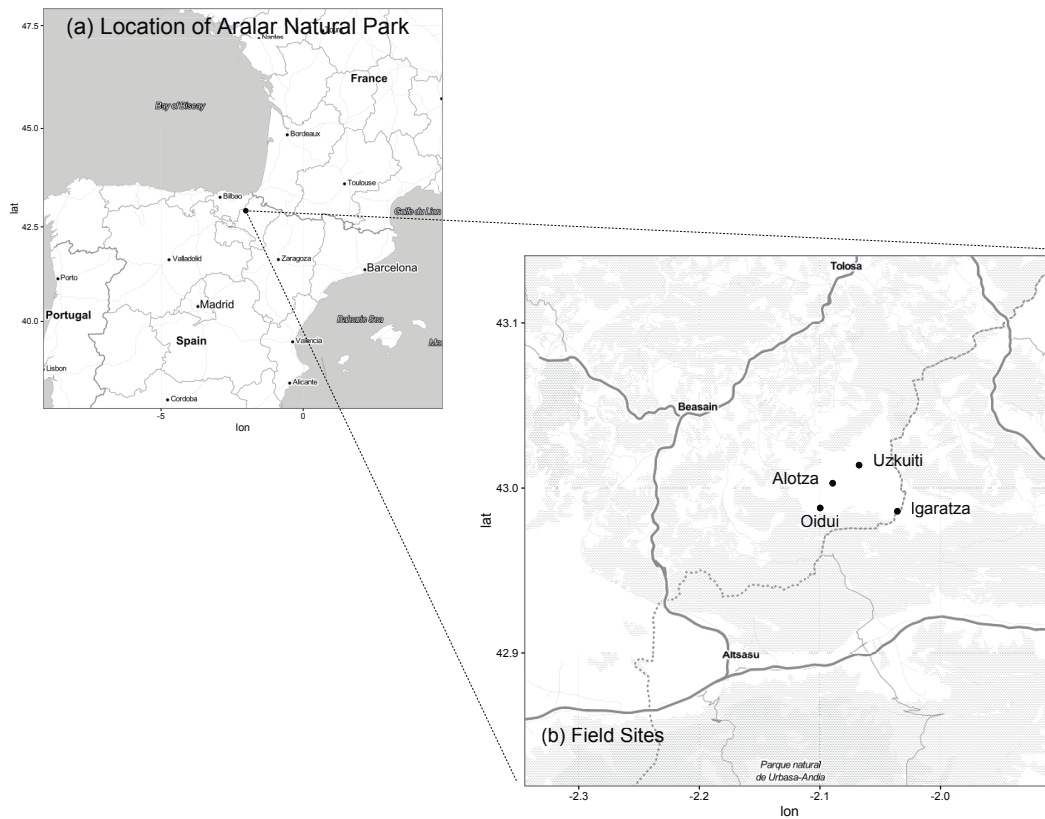 (a) Location of Aralar Natural Park
47.5
45.0
42.5
40.0
lat
-5
0
lon
Nantes
France
Bay of Biscay
Bordeaux
Toulouse
Bilbao
Golfe du Lion
Valladolid
Zaragoza
Barcelona
Porto
Madrid
Portugal
Balearic Sea
Spain
Valencia
Lisbon
Alicante
Cordoba
Tolosa
43.1
43.0
42.9
lat
Beasain
Uzkuiti
Alotza
Igaratza
Oidui
Altsasu
(b) Field Sites
Parque natural
de Urbasa-Andia
-2.3
-2.2
-2.1
-2.0
lon